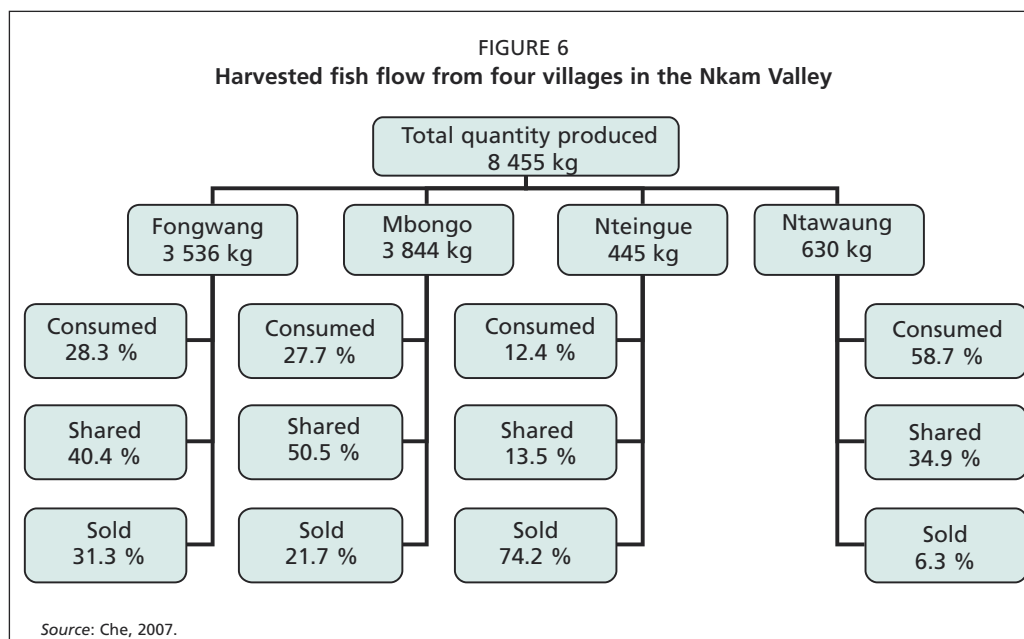 FIGURE 6
Harvested fish flow from four villages in the Nkam Valley
Total quantity produced
8 455 kg
Fongwang
3 536 kg
Mbongo
3 844 kg
Nteingue
445 kg
Ntawaung
630 kg
Consumed
28.3 %
Consumed
27.7 %
Consumed
12.4 %
Consumed
58.7 %
Shared
40.4 %
Shared
50.5 %
Shared
13.5 %
Shared
34.9 %
Sold
31.3 %
Sold
21.7 %
Sold
74.2 %
Sold
6.3 %
Source: Che, 2007.